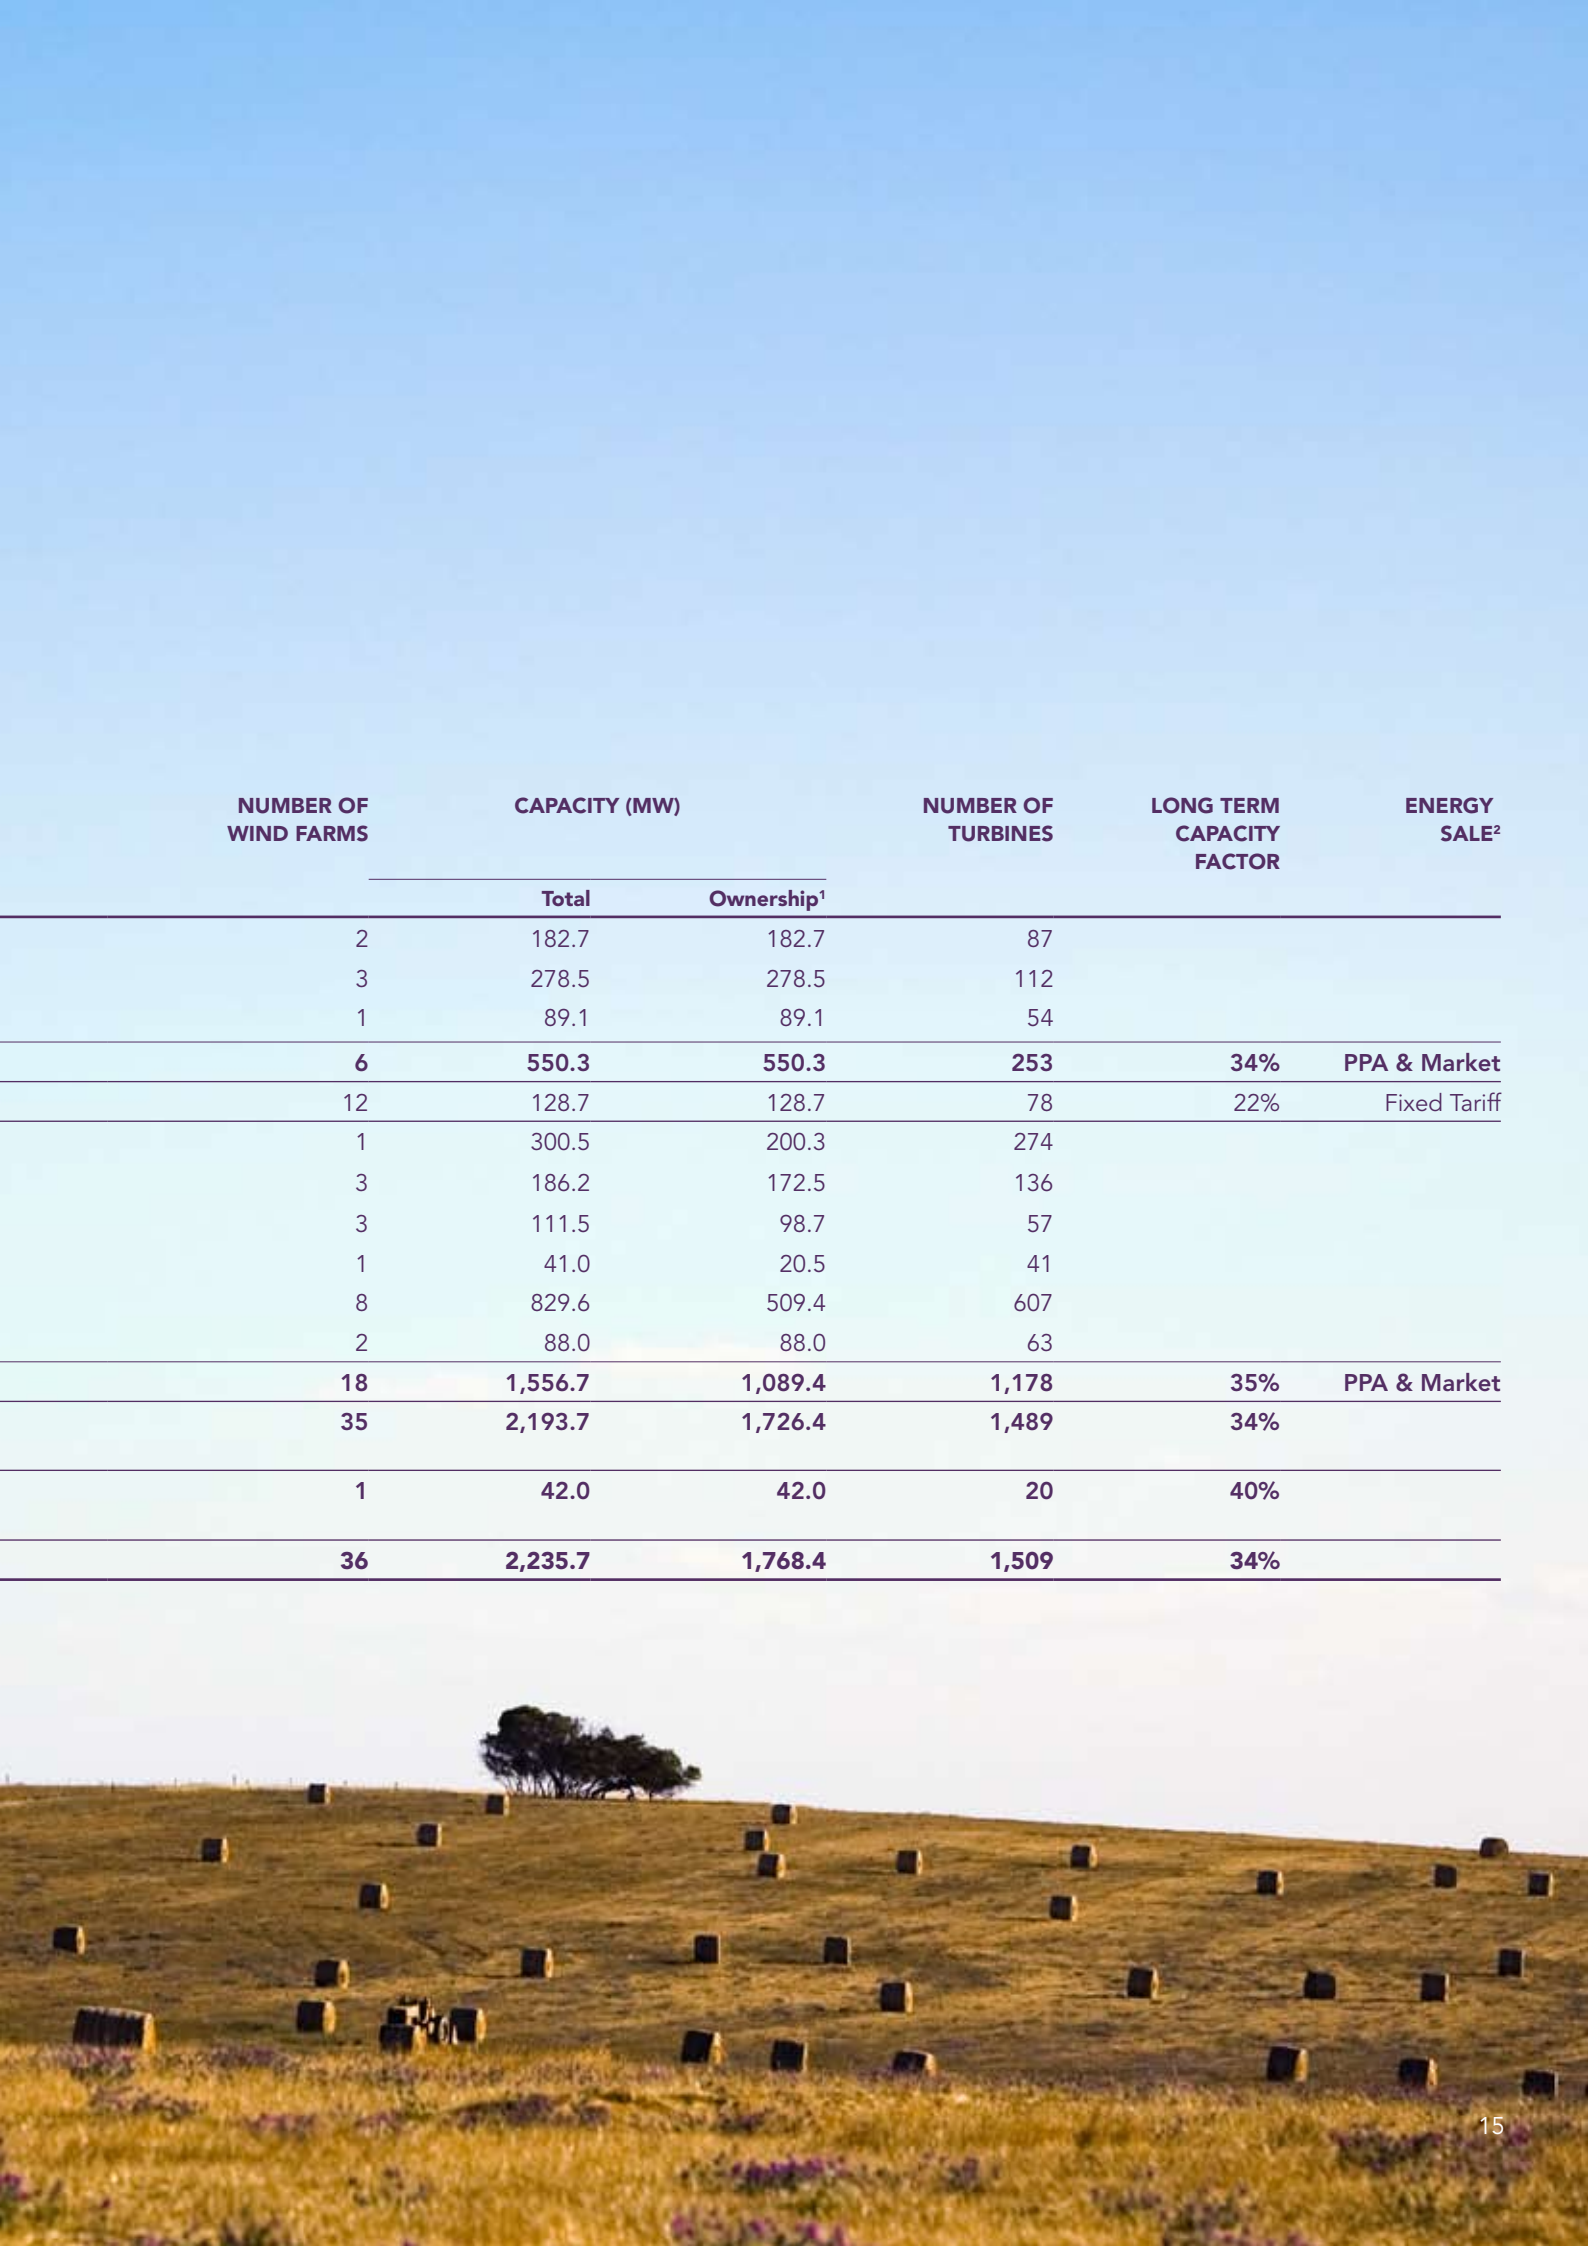 NUMBER OF WIND FARMS CAPACITY (MW) NUMBER OF TURBINES LONG TERM CAPACITY FACTOR ENERGY SALE²
Total Ownership¹
2 182.7 182.7 87
3 278.5 278.5 112
1 89.1 89.1 54
6 550.3 550.3 253 34% PPA & Market
12 128.7 128.7 78 22% Fixed Tariff
1 300.5 200.3 274
3 186.2 172.5 136
3 111.5 98.7 57
1 41.0 20.5 41
8 829.6 509.4 607
2 88.0 88.0 63
18 1,556.7 1,089.4 1,178 35% PPA & Market
35 2,193.7 1,726.4 1,489 34%
1 42.0 42.0 20 40%
36 2,235.7 1,768.4 1,509 34%
15